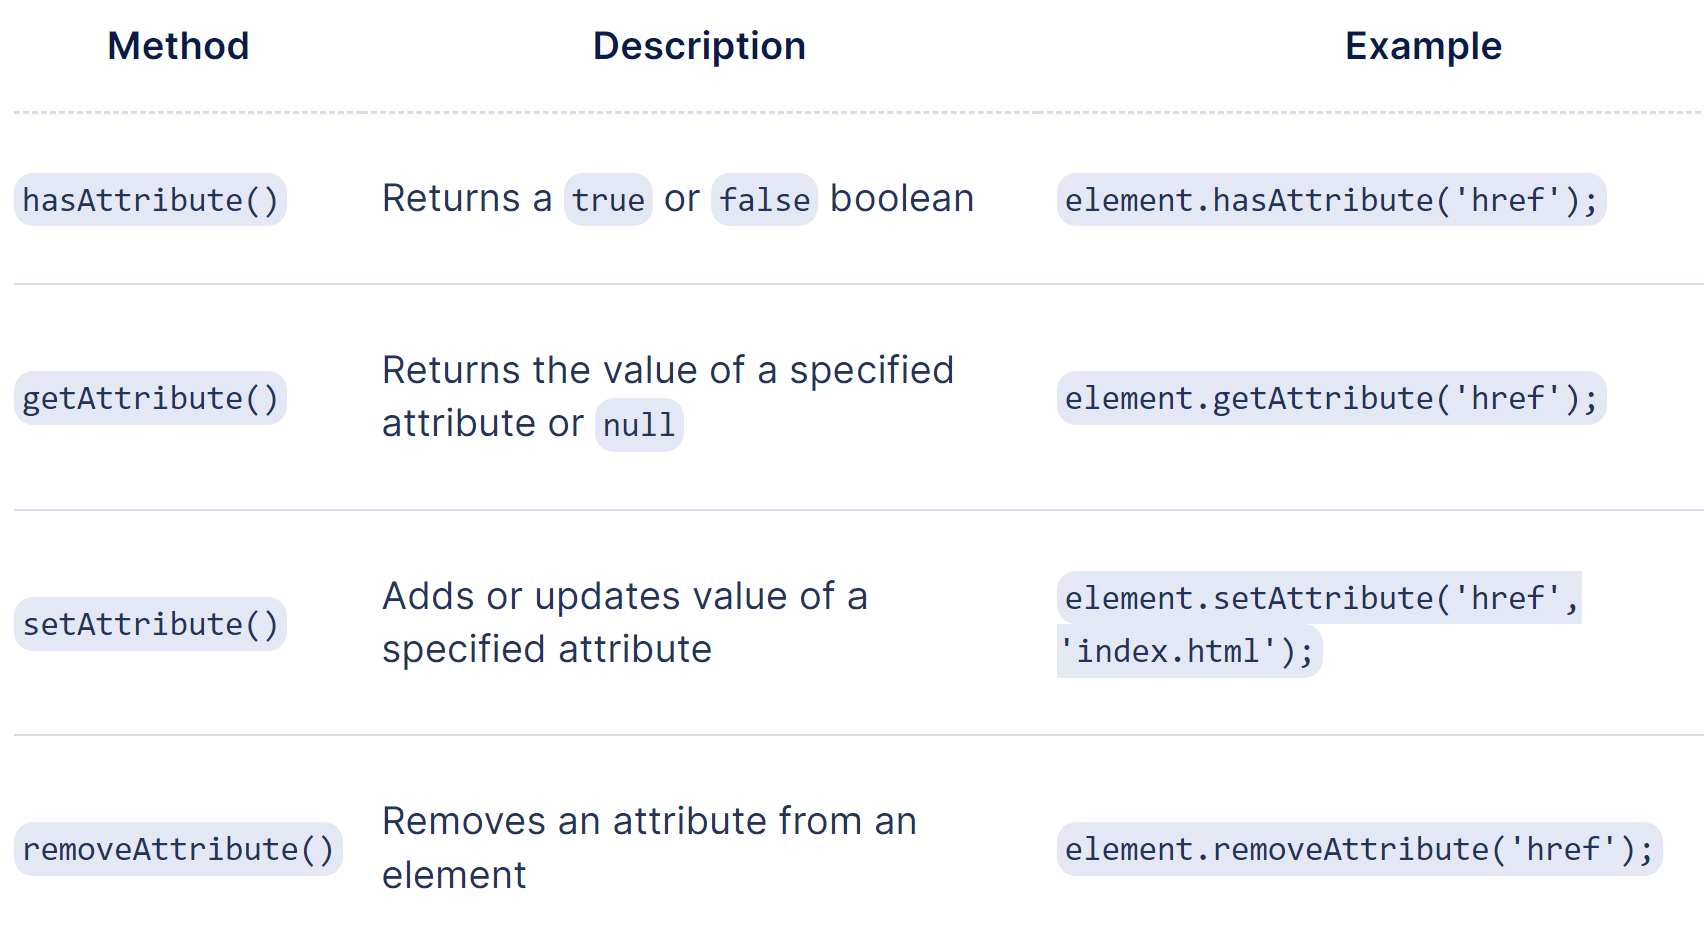 Method Description Example
hasAttribute() Returns a true or false boolean element.hasAttribute('href');
getAttribute() Returns the value of a specified
attribute or null element.getAttribute('href');
setAttribute() Adds or updates value of a
specified attribute element.setAttribute('href',
'index.html');
removeAttribute() Removes an attribute from an
element element.removeAttribute('href');